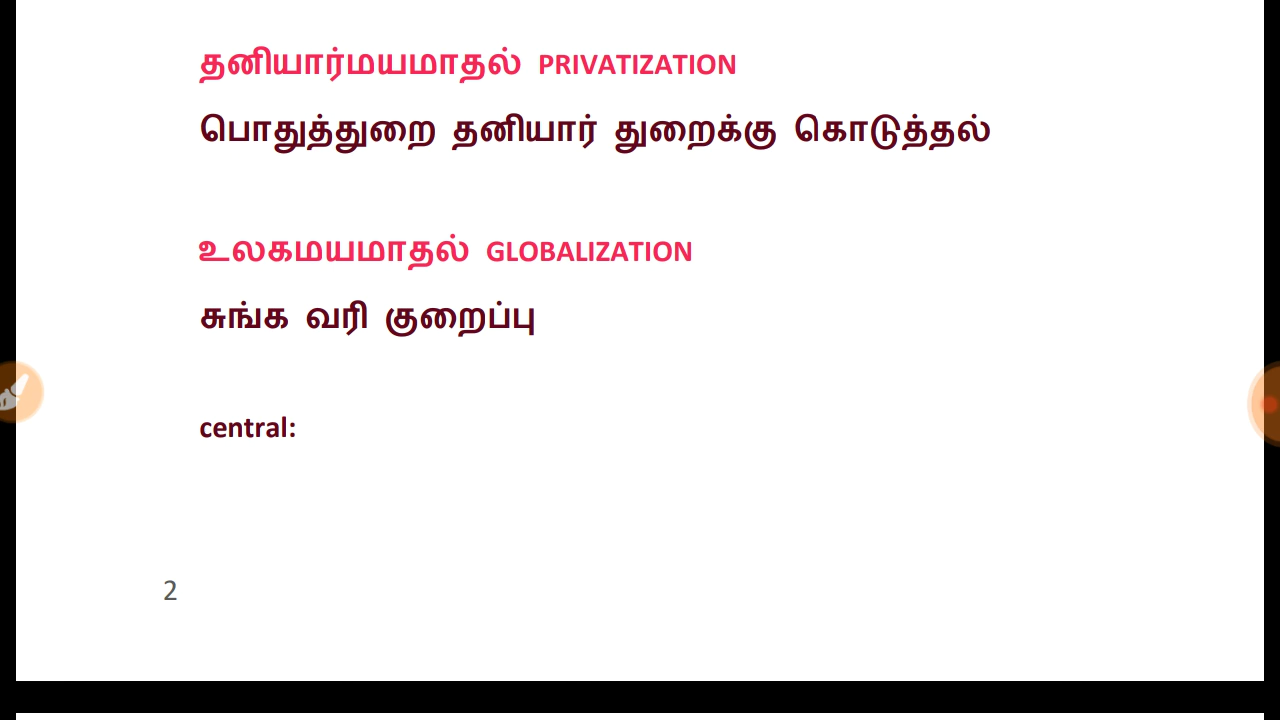 தனியார்மயமாதல் PRIVATIZATION
பொதுத்துறை தனியார் துறைக்கு கொடுத்தல்
உலகமயமாதல் GLOBALIZATION
சுங்க வரி குறைப்பு
central:
2